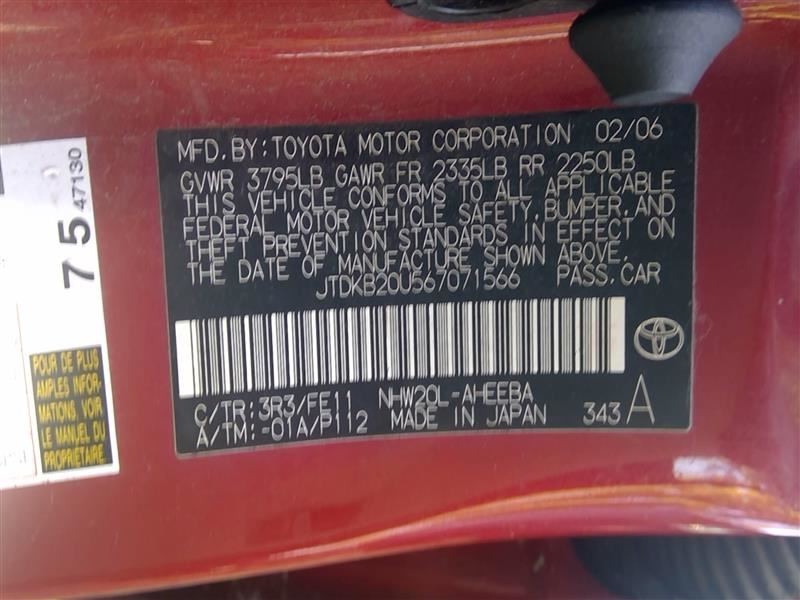 MFD. BY: TOYOTA MOTOR CORPORATION 02/06
GVWR 3795LB GAWR FR 2335LB RR 2250LB
THIS VEHICLE CONFORMS TO ALL APPLICABLE
FEDERAL MOTOR VEHICLE SAFETY, BUMPER, AND
THEFT PREVENTION STANDARDS IN EFFECT ON
THE DATE OF MANUFACTURE SHOWN ABOVE.
JTDKB20U567071566 PASS. CAR
C/TR: 3R3/FE11 NHW20L-AHEEBA
A/TM: -01A/P112 MADE IN JAPAN 343 A
75 47130
POUR DE PLUS
AMPLES INFOR-
MATIONS, VOIR
LE MANUEL DU
PROPRIÉTAIRE